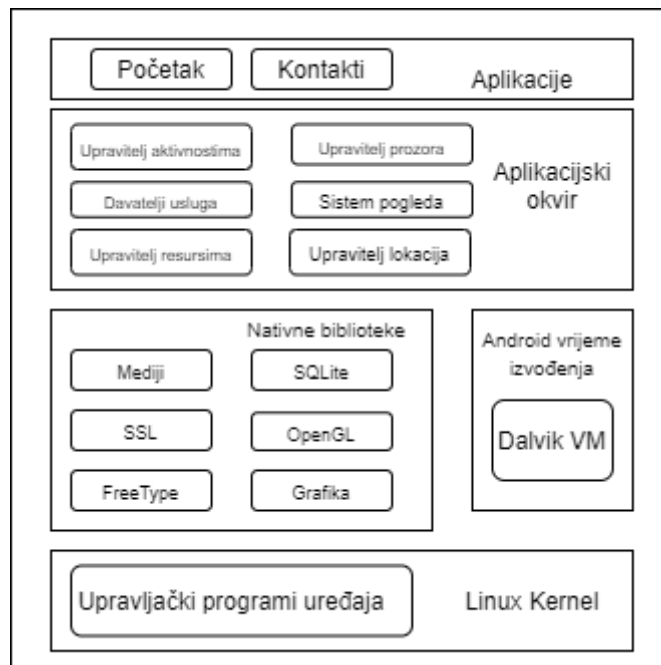 Početak
Kontakti
Aplikacije
Upravitelj aktivnostima
Upravitelj prozora
Davatelji usluga
Sistem pogleda
Upravitelj resursima
Upravitelj lokacija
Aplikacijski
okvir
Nativne biblioteke
Mediji
SQLite
SSL
OpenGL
FreeType
Grafika
Android vrijeme
izvođenja
Dalvik VM
Upravljački programi uređaja
Linux Kernel